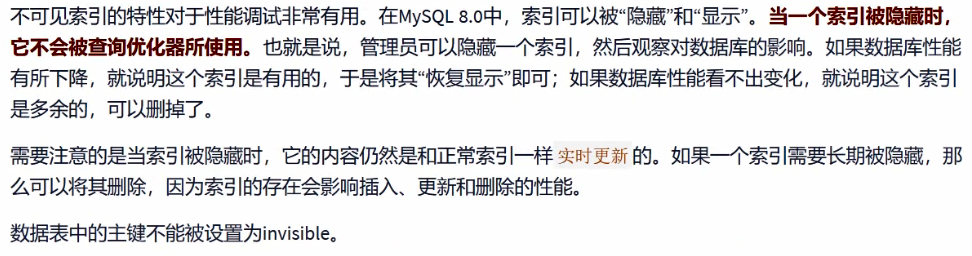 不可见索引的特性对于性能调试非常有用。在MySQL 8.0中，索引可以被“隐藏”和“显示”。当一个索引被隐藏时，
它不会被查询优化器所使用。也就是说，管理员可以隐藏一个索引，然后观察对数据库的影响。如果数据库性能
有所下降，就说明这个索引是有用的，于是将其“恢复显示”即可；如果数据库性能看不出变化，就说明这个索引
是多余的，可以删掉了。
需要注意的是当索引被隐藏时，它的内容仍然是和正常索引一样 实时更新 的。如果一个索引需要长期被隐藏，那
么可以将其删除，因为索引的存在会影响插入、更新和删除的性能。
数据表中的主键不能被设置为invisible。